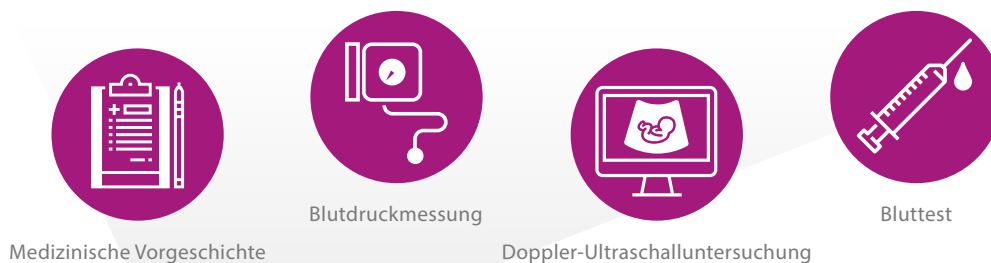 Medizinische Vorgeschichte
Blutdruckmessung
Doppler-Ultraschalluntersuchung
Bluttest